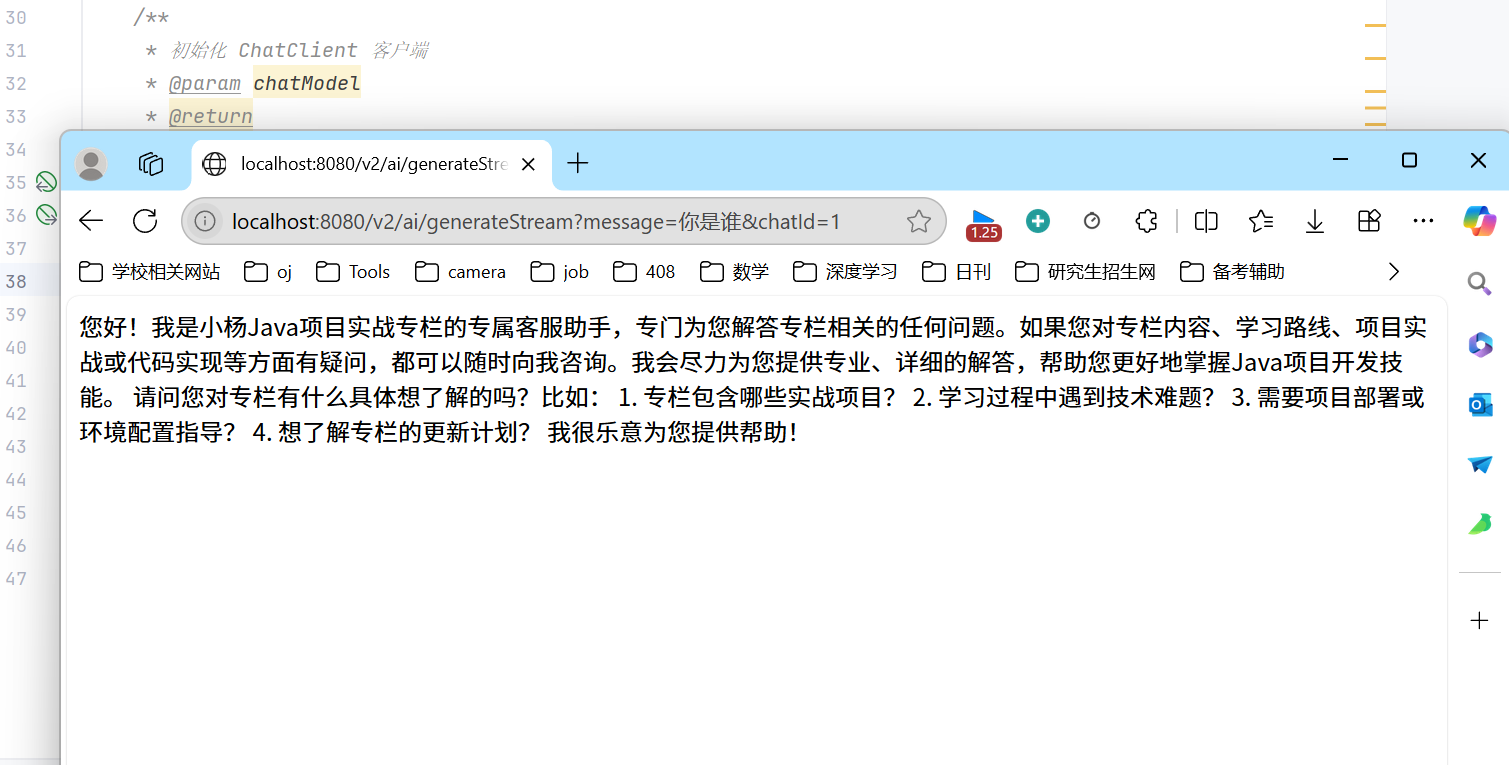 30 /**
31 * 初始化 ChatClient 客户端
32 * @param chatModel
33 * @return
34
35
36
37
38
39
40
41
42
43
44
45
46
47
localhost:8080/v2/ai/generateStre
localhost:8080/v2/ai/generateStream?message=你是谁&chatId=1
1.25
学校相关网站 oj Tools camera job 408 数学 深度学习 日刊 研究生招生网 备考辅助
您好！我是小杨Java项目实战专栏的专属客服助手，专门为您解答专栏相关的任何问题。如果您对专栏内容、学习路线、项目实
战或代码实现等方面有疑问，都可以随时向我咨询。我会尽力为您提供专业、详细的解答，帮助您更好地掌握Java项目开发技
能。 请问您对专栏有什么具体想了解的吗？比如： 1. 专栏包含哪些实战项目？ 2. 学习过程中遇到技术难题？ 3. 需要项目部署或
环境配置指导？ 4. 想了解专栏的更新计划？ 我很乐意为您提供帮助！